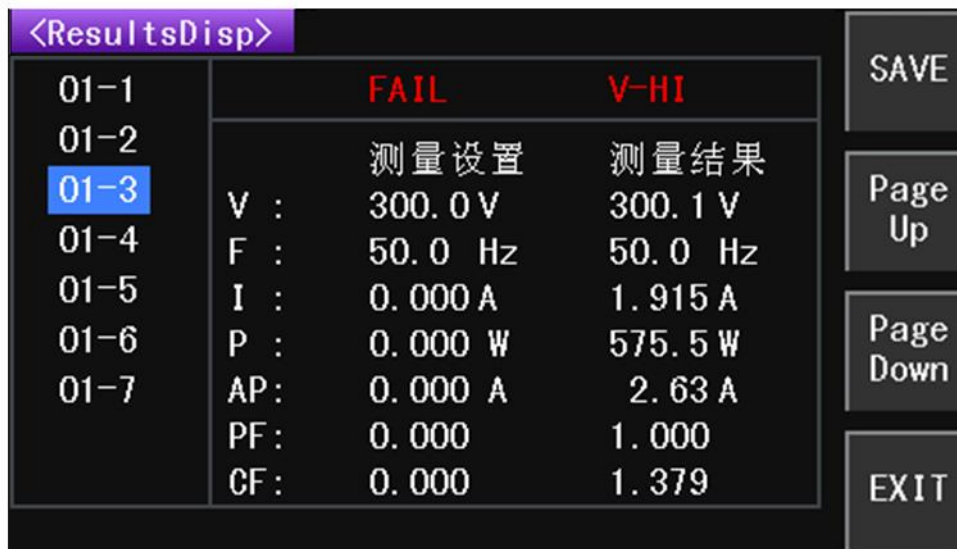 <ResultsDisp>
01-1
01-2
01-3
01-4
01-5
01-6
01-7
FAIL V-HI
测量设置 测量结果
V : 300.0V 300.1V
F : 50.0 Hz 50.0 Hz
I : 0.000A 1.915A
P : 0.000 W 575.5W
AP: 0.000 A 2.63A
PF: 0.000 1.000
CF: 0.000 1.379
SAVE
Page
Up
Page
Down
EXIT